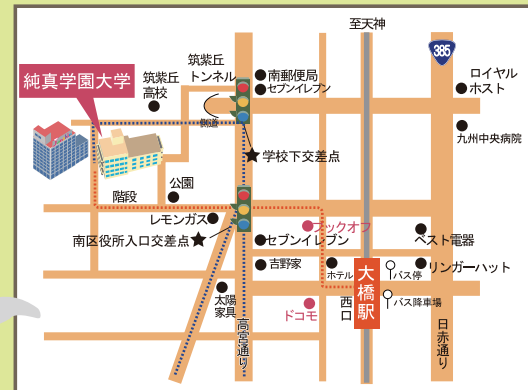 至天神
385
筑紫丘
トンネル
南郵便局
セブンイレブン
ロイヤル
ホスト
純真学園大学
筑紫丘
高校
側道
九州中央病院
学校下交差点
公園
階段
レモンガス
ブックオフ
南区役所入口交差点
セブンイレブン
ベスト電器
吉野家
ホテル
大橋駅
バス停
リンガーハット
太陽
家具
西口
バス降車場
ドコモ
高宮通り
日赤通り